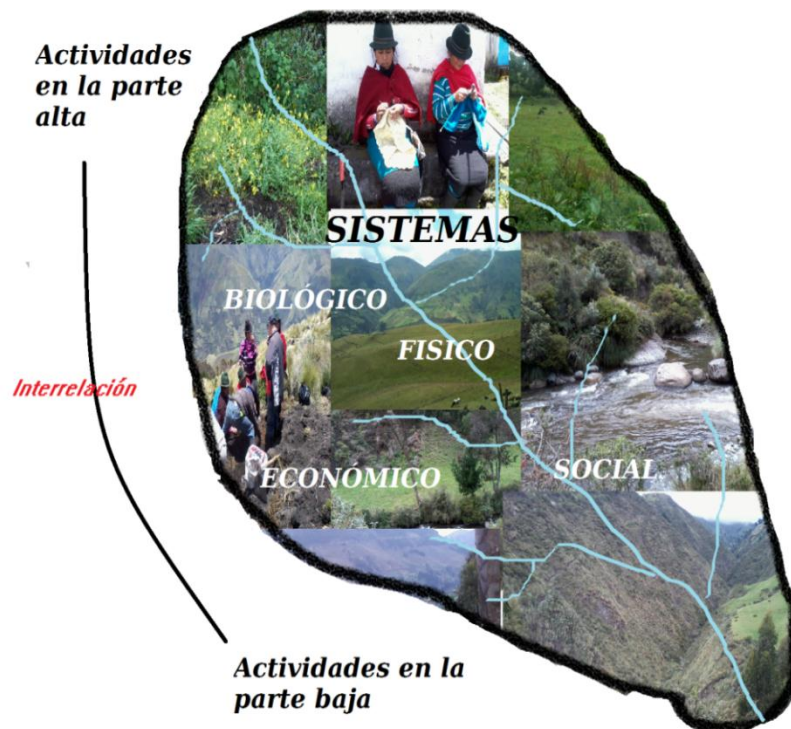 Actividades
en la parte
alta
SISTEMAS
BIOLÓGICO
FISICO
Interrelación
ECONÓMICO
SOCIAL
Actividades en la
parte baja